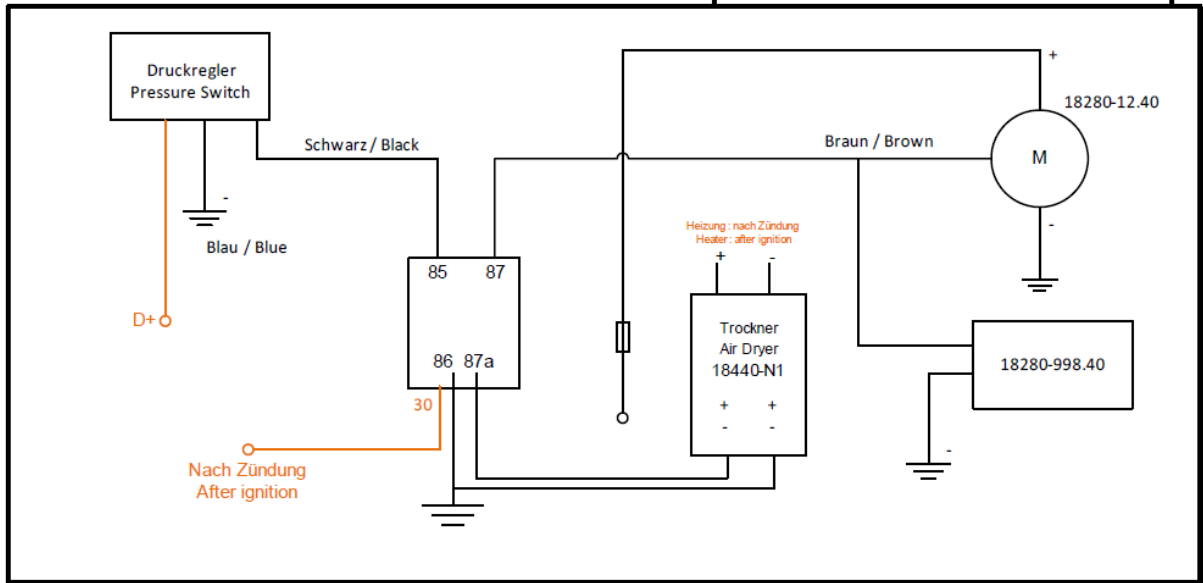 Druckregler
Pressure Switch
Schwarz / Black
-
Blau / Blue
D+
85 87
86 87a
30
Nach Zündung
After ignition
Braun / Brown
+
18280-12.40
M
-
Heizung : nach Zündung
Heater : after ignition
+ -
Trockner
Air Dryer
18440-N1
+ +
- -
18280-998.40
-